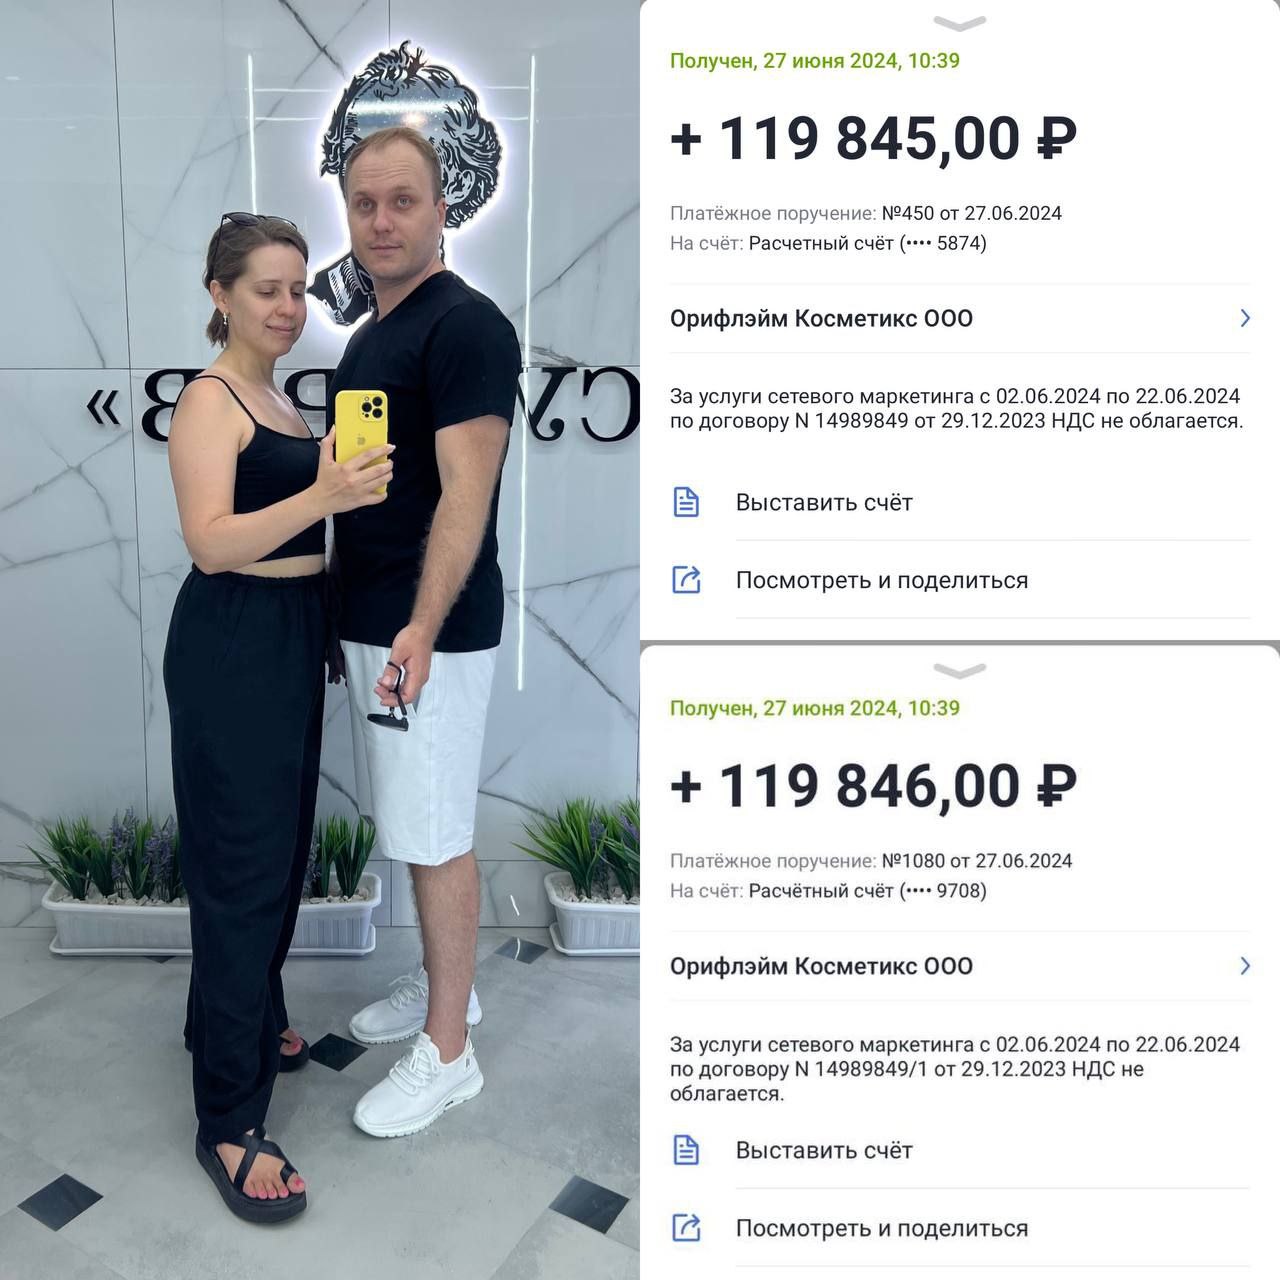 Получен, 27 июня 2024, 10:39
+ 119 845,00 ₽
Платёжное поручение: №450 от 27.06.2024
На счёт: Расчетный счёт (•••• 5874)
Орифлэйм Косметикс ООО
За услуги сетевого маркетинга с 02.06.2024 по 22.06.2024
по договору N 14989849 от 29.12.2023 НДС не облагается.
Выставить счёт
Посмотреть и поделиться
Получен, 27 июня 2024, 10:39
+ 119 846,00 ₽
Платёжное поручение: №1080 от 27.06.2024
На счёт: Расчётный счёт (•••• 9708)
Орифлэйм Косметикс ООО
За услуги сетевого маркетинга с 02.06.2024 по 22.06.2024
по договору N 14989849/1 от 29.12.2023 НДС не
облагается.
Выставить счёт
Посмотреть и поделиться